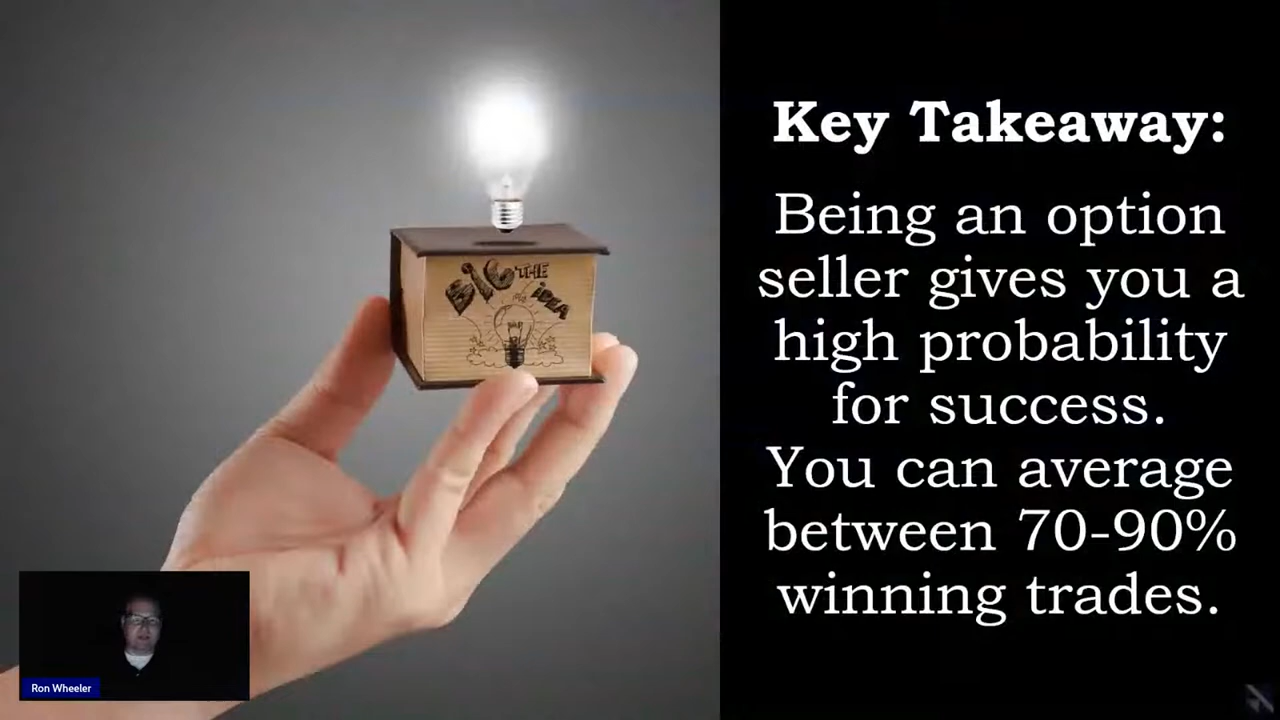 Key Takeaway:
Being an option
seller gives you a
high probability
for success.
You can average
between 70-90%
winning trades.
BIG THE
IDEA
Ron Wheeler